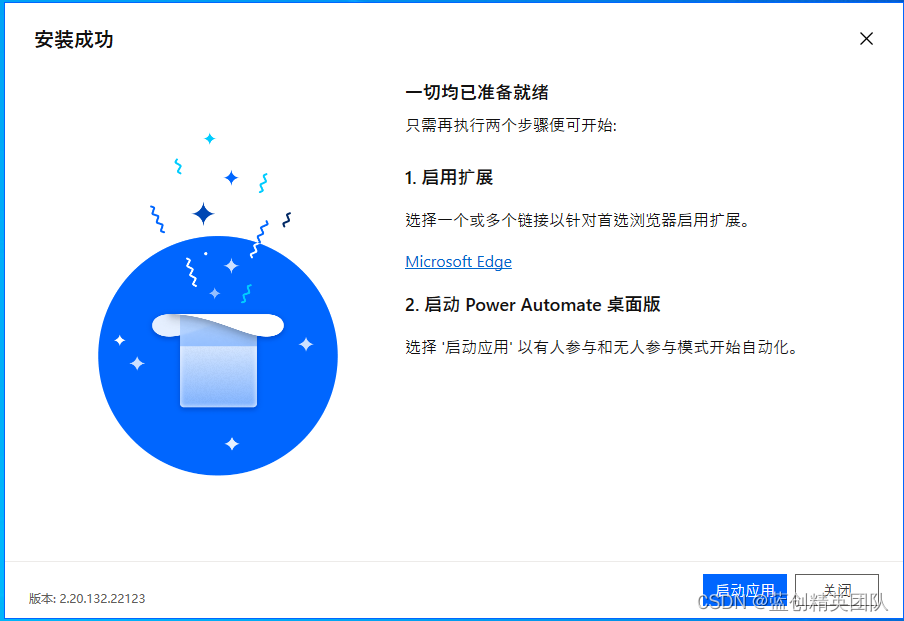 安装成功
一切均已准备就绪
只需再执行两个步骤便可开始:
1. 启用扩展
选择一个或多个链接以针对首选浏览器启用扩展。
Microsoft Edge
2. 启动 Power Automate 桌面版
选择 '启动应用' 以有人参与和无人参与模式开始自动化。
启动应用
关闭
版本: 2.20.132.22123
CSDN @蓝创精英团队